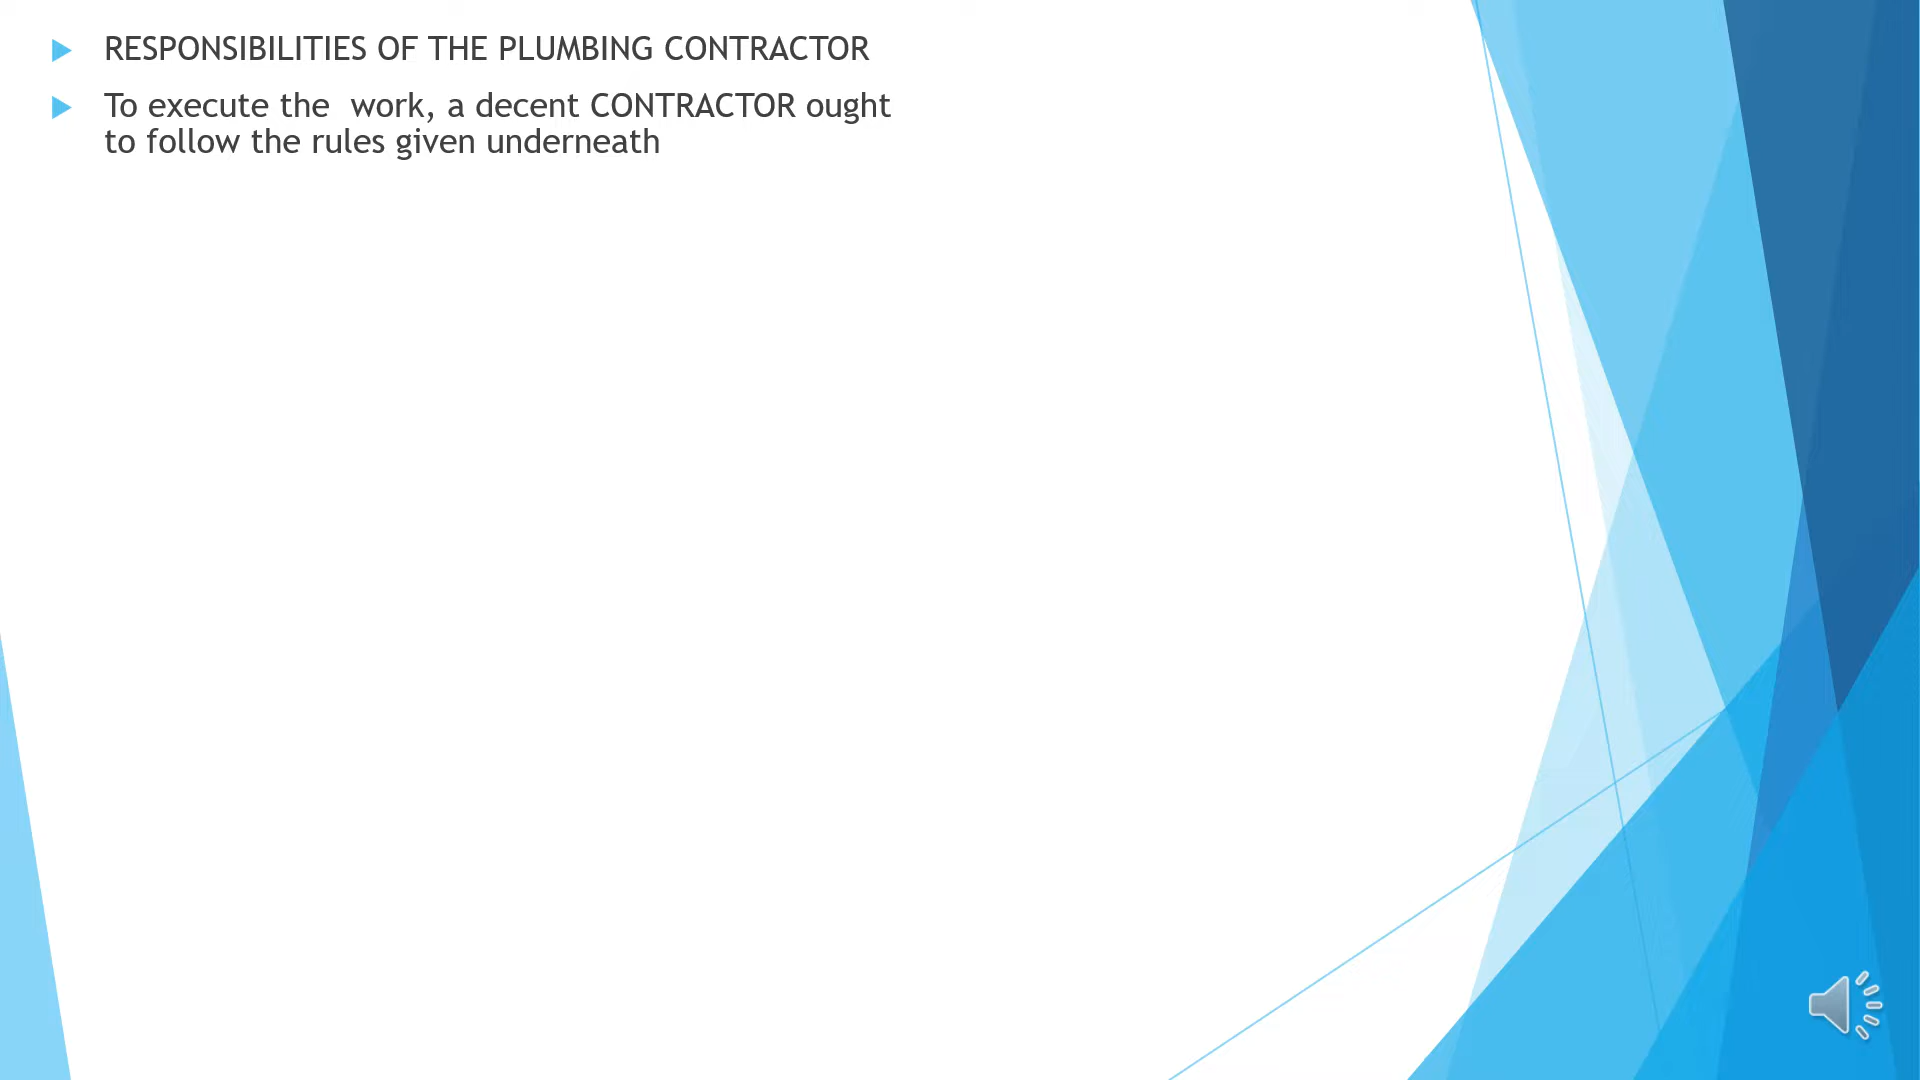 RESPONSIBILITIES OF THE PLUMBING CONTRACTOR
To execute the  work, a decent CONTRACTOR ought
to follow the rules given underneath